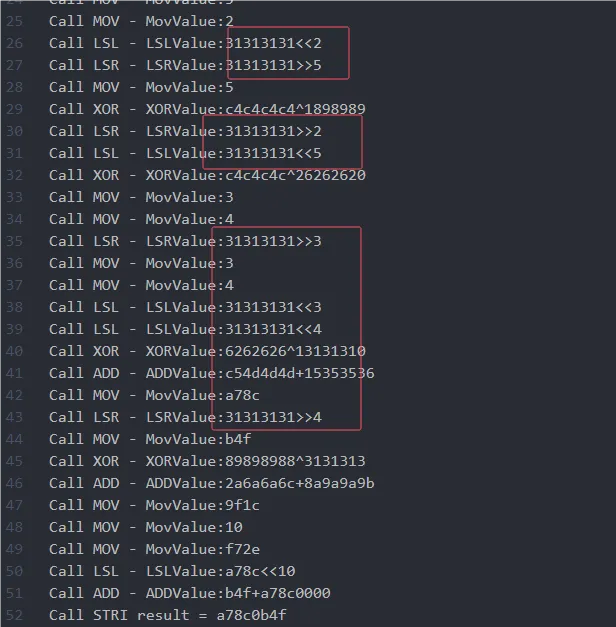 25 Call MOV - MovValue:2
26 Call LSL - LSLValue:31313131<<2
27 Call LSR - LSRValue:31313131>>5
28 Call MOV - MovValue:5
29 Call XOR - XORValue:c4c4c4c4^1898989
30 Call LSR - LSRValue:31313131>>2
31 Call LSL - LSLValue:31313131<<5
32 Call XOR - XORValue:c4c4c4c^26262620
33 Call MOV - MovValue:3
34 Call MOV - MovValue:4
35 Call LSR - LSRValue:31313131>>3
36 Call MOV - MovValue:3
37 Call MOV - MovValue:4
38 Call LSL - LSLValue:31313131<<3
39 Call LSL - LSLValue:31313131<<4
40 Call XOR - XORValue:6262626^13131310
41 Call ADD - ADDValue:c54d4d4d+15353536
42 Call MOV - MovValue:a78c
43 Call LSR - LSRValue:31313131>>4
44 Call MOV - MovValue:b4f
45 Call XOR - XORValue:89898988^3131313
46 Call ADD - ADDValue:2a6a6a6c+8a9a9a9b
47 Call MOV - MovValue:9f1c
48 Call MOV - MovValue:10
49 Call MOV - MovValue:f72e
50 Call LSL - LSLValue:a78c<<10
51 Call ADD - ADDValue:b4f+a78c0000
52 Call STRI result = a78c0b4f